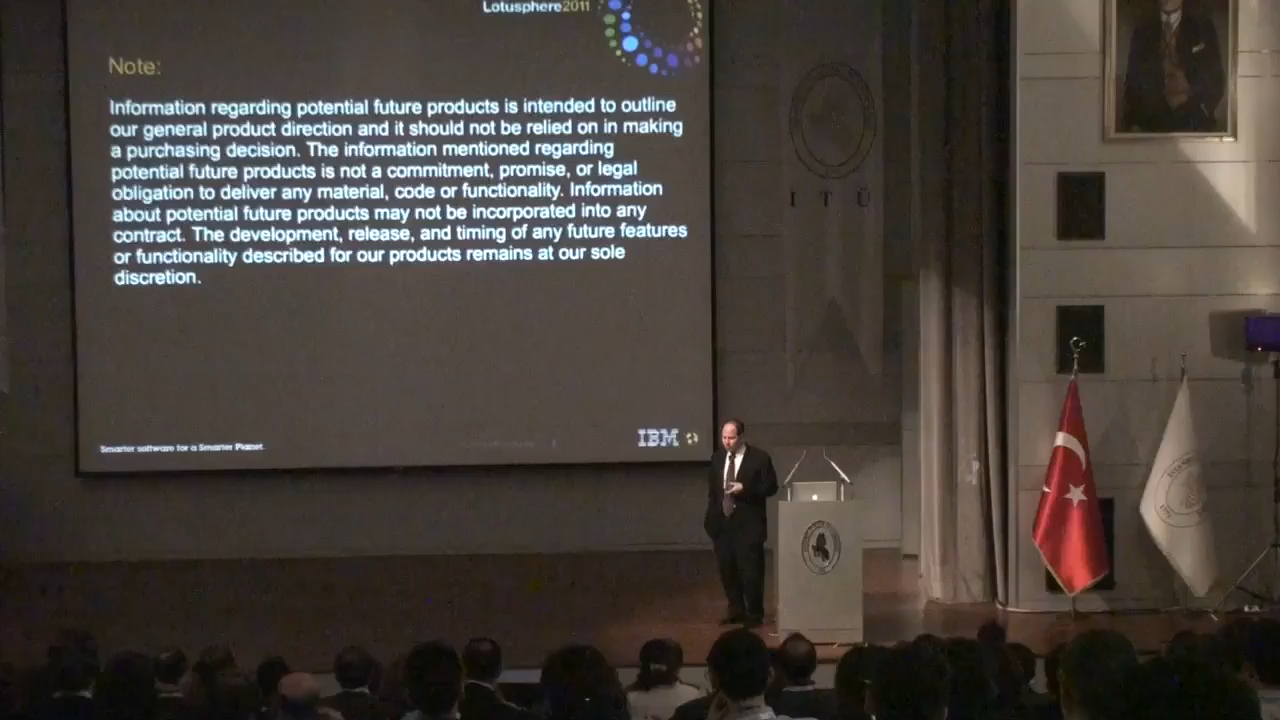 Lotusphere2011
Note:
Information regarding potential future products is intended to outline
our general product direction and it should not be relied on in making
a purchasing decision. The information mentioned regarding
potential future products is not a commitment, promise, or legal
obligation to deliver any material, code or functionality. Information
about potential future products may not be incorporated into any
contract. The development, release, and timing of any future features
or functionality described for our products remains at our sole
discretion.
Smarter software for a Smarter Planet.
IBM
İTÜ